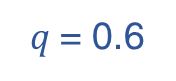 q = 0.6